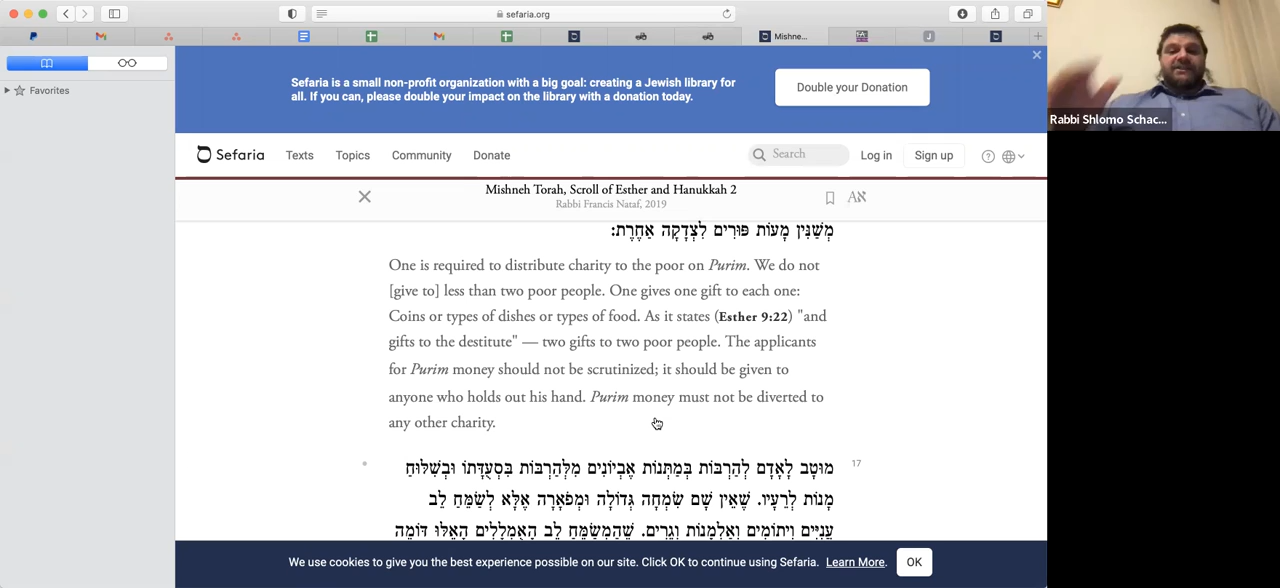 sefaria.org
Mishne...
Favorites
Sefaria is a small non-profit organization with a big goal: creating a Jewish library for
all. If you can, please double your impact on the library with a donation today.
Double your Donation
Rabbi Shlomo Schac...
Sefaria Texts Topics Community Donate Search Log in Sign up
Mishneh Torah, Scroll of Esther and Hanukkah 2
Rabbi Francis Nataf, 2019
אא
מְשַׁנִּין מָעוֹת פּוּרִים לִצְדָקָה אַחֶרֶת:
One is required to distribute charity to the poor on Purim. We do not
[give to] less than two poor people. One gives one gift to each one:
Coins or types of dishes or types of food. As it states (Esther 9:22) "and
gifts to the destitute" — two gifts to two poor people. The applicants
for Purim money should not be scrutinized; it should be given to
anyone who holds out his hand. Purim money must not be diverted to
any other charity.
17
מוּטָב לָאָדָם לְהַרְבּוֹת בְּמַתְּנוֹת אֶבְיוֹנִים מִלְּהַרְבּוֹת בִּסְעֻדָּתוֹ וּבְשִׁלּוּחַ
מָנוֹת לְרֵעָיו. שֶׁאֵין שָׁם שִׂמְחָה גְּדוֹלָה וּמְפֹאָרָה אֶלָּא לְשַׂמֵּחַ לֵב
עֲנִיִּים וִיתוֹמִים וְאַלְמָנוֹת וְגֵרִים. שֶׁהַמְשַׂמֵּחַ לֵב הָאֻמְלָלִים הָאֵלּוּ דּוֹמֶה
We use cookies to give you the best experience possible on our site. Click OK to continue using Sefaria. Learn More. OK